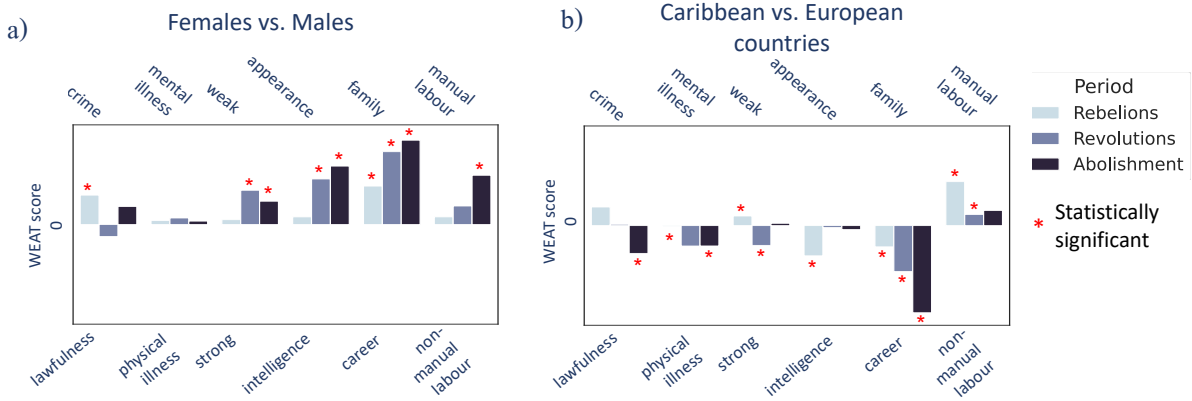 a)
Females vs. Males
crime
mental
illness
weak
appearance
family
manual
labour
WEAT score
0
*
*
*
*
*
*
*
*
*
lawfulness
physical
illness
strong
intelligence
career
non-
manual
labour
b)
Caribbean vs. European
countries
crime
mental
illness
weak
appearance
family
manual
labour
WEAT score
0
*
*
*
*
*
*
*
*
*
*
*
lawfulness
physical
illness
strong
intelligence
career
non-
manual
labour
Period
Rebelions
Revolutions
Abolishment
* Statistically
significant